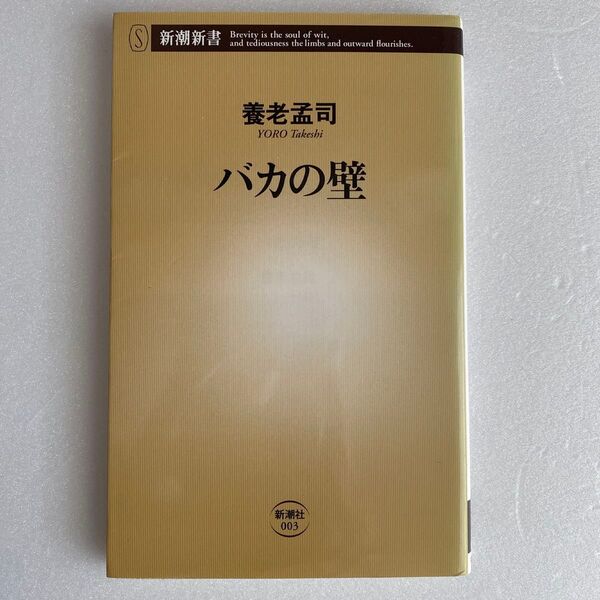 S
新潮新書
Brevity is the soul of wit,
and tediousness the limbs and outward flourishes.
養老孟司
YORO Takeshi
バカの壁
新潮社
003